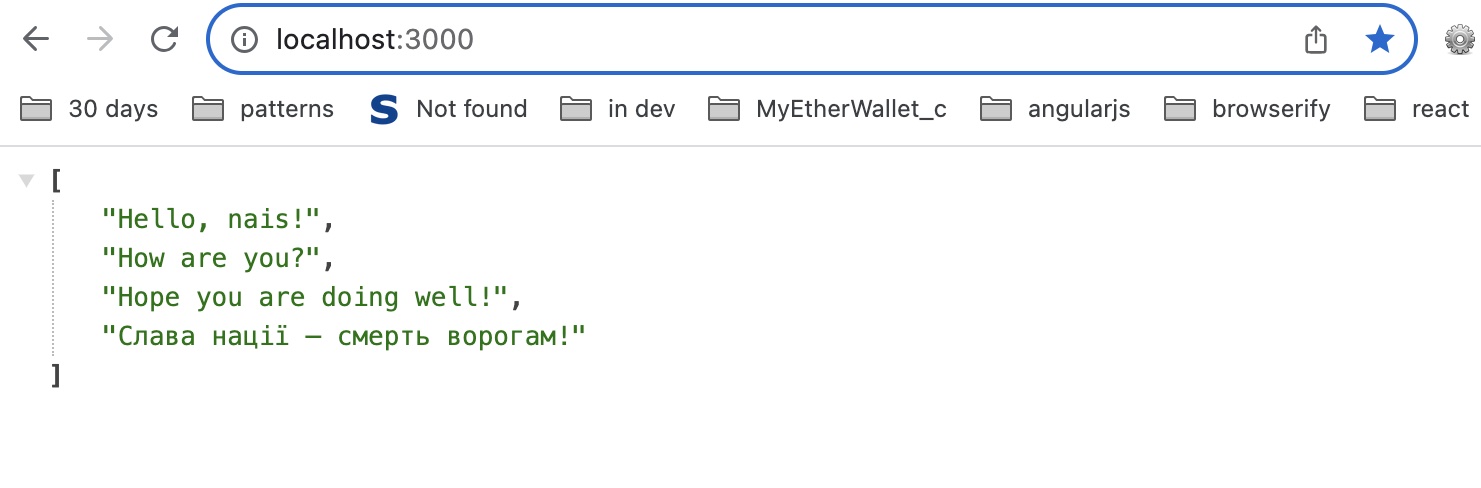 localhost:3000
30 days patterns S Not found in dev MyEtherWallet_c angularjs browserify react
[
"Hello, nais!",
"How are you?",
"Hope you are doing well!",
"Слава нації — смерть ворогам!"
]